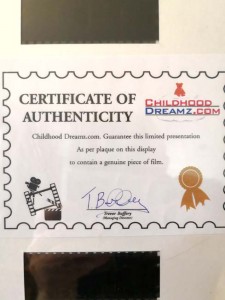 CERTIFICATE OF
AUTHENTICITY
CHILDHOOD
DREAMZ.COM
Childhood Dreamz.com. Guarantee this limited presentation
As per plaque on this display
to contain a genuine piece of film.
Managing Director